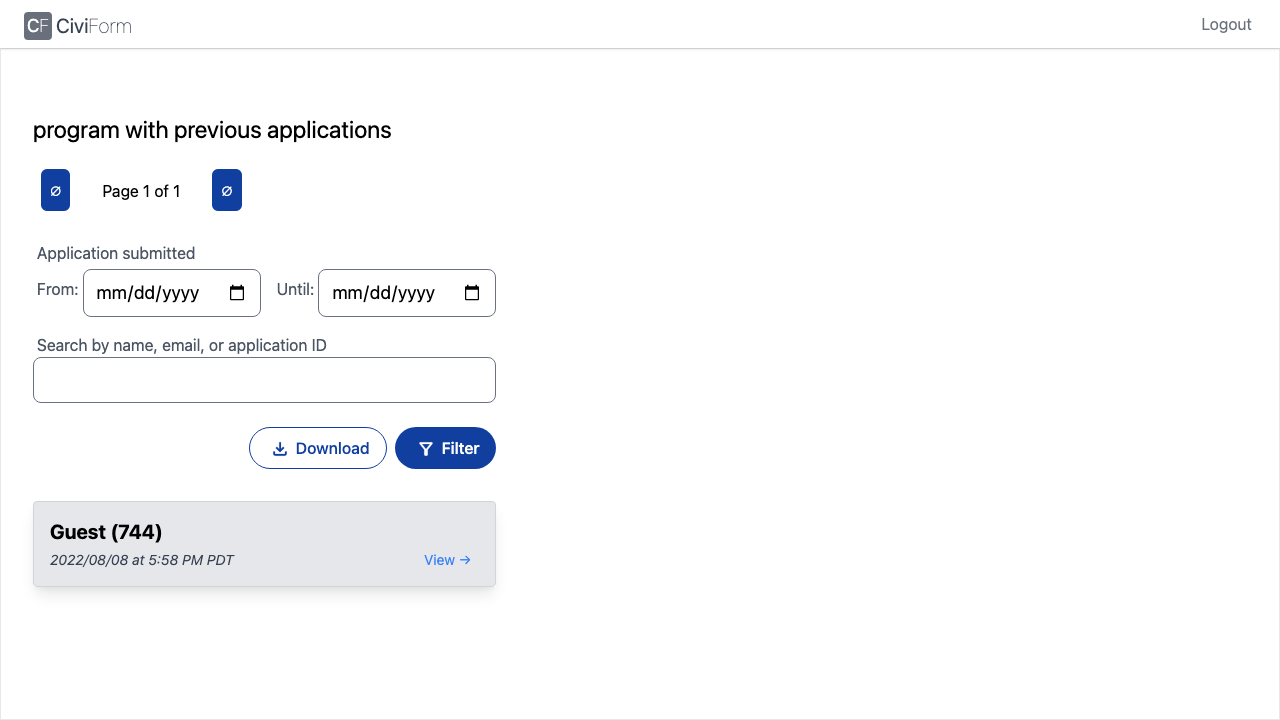 CF CiviForm
Logout
program with previous applications
∅ Page 1 of 1 ∅
Application submitted
From: mm/dd/yyyy Until: mm/dd/yyyy
Search by name, email, or application ID
Download Filter
Guest (744)
2022/08/08 at 5:58 PM PDT View →